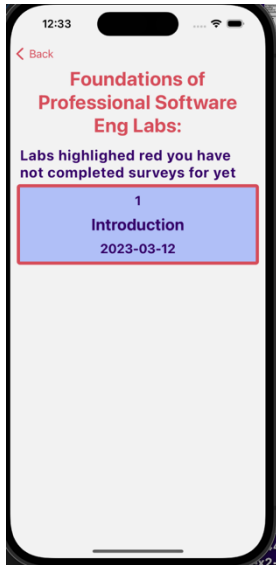 12:33
Back
Foundations of
Professional Software
Eng Labs:
Labs highlighed red you have
not completed surveys for yet
1
Introduction
2023-03-12